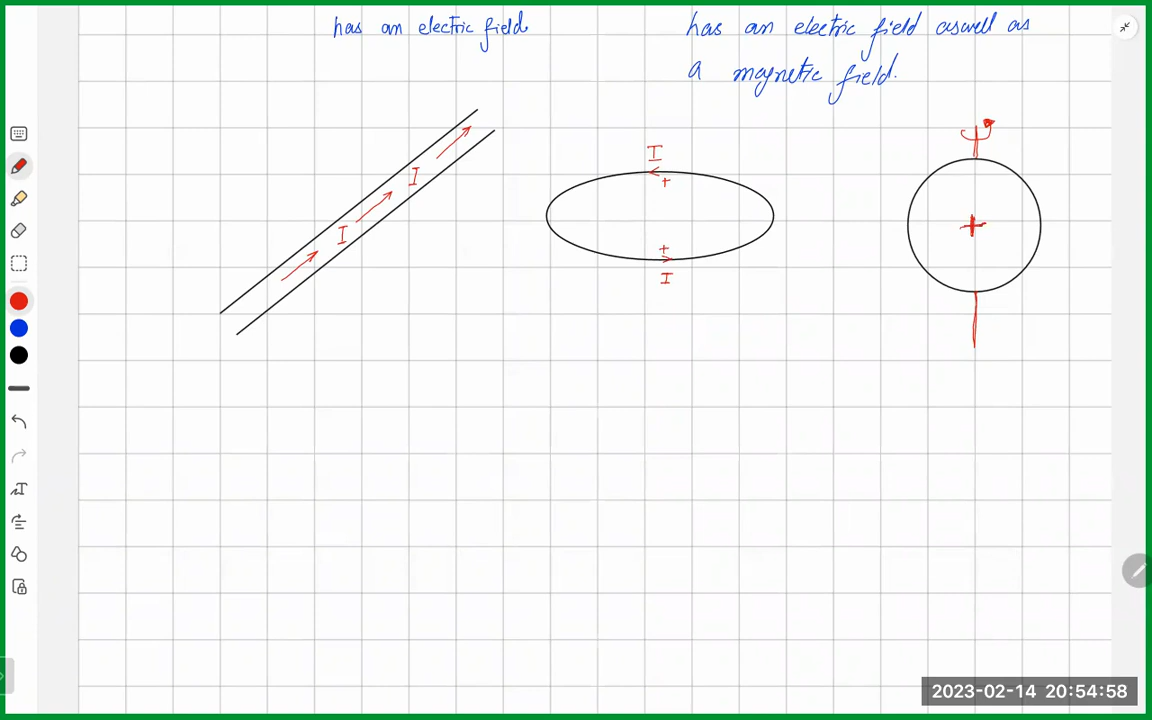 has an electric field
has an electric field aswell as
a magnetic field.
I
I
I
+
+
I
+
2023-02-14 20:54:58